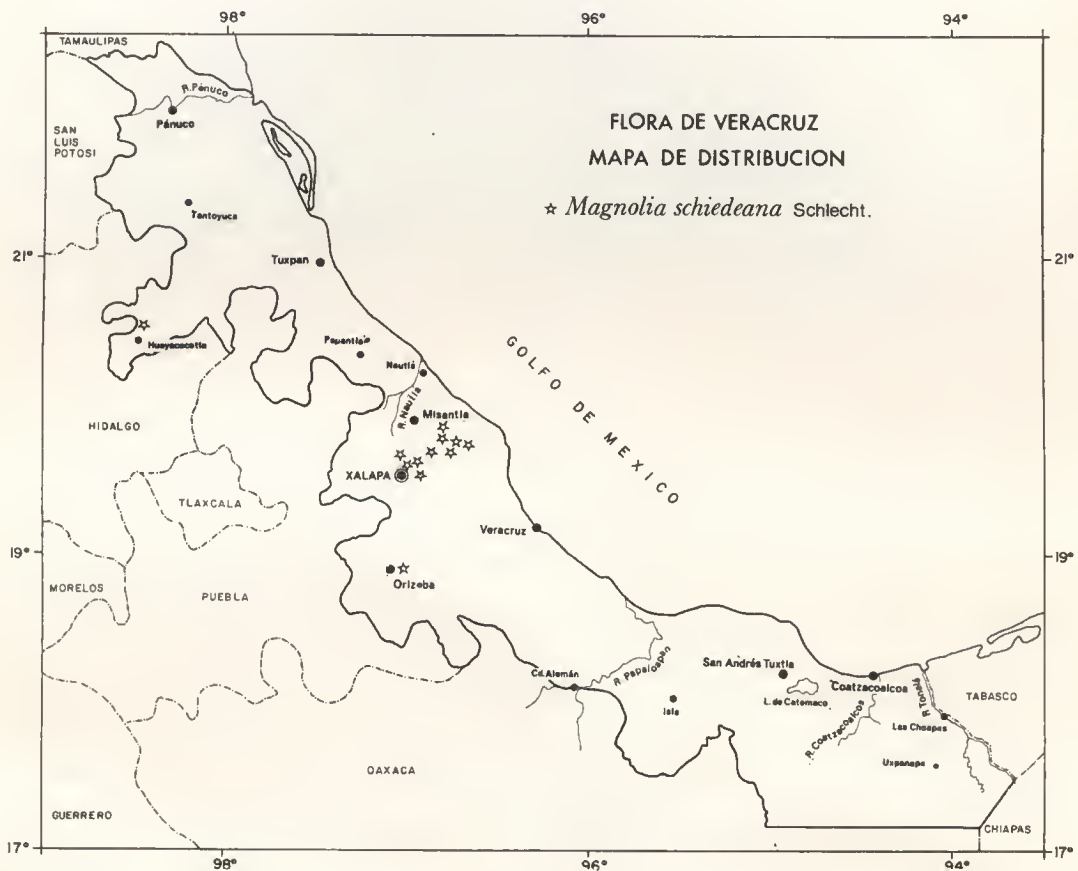 98°
96°
94°
TAMAULIPAS
R. Pánuco
Pánuco
SAN
LUIS
POTOSI
FLORA DE VERACRUZ
MAPA DE DISTRIBUCION
☆ Magnolia schiedeana Schlecht.
Tantoyuca
21°
21°
Tuxpan
Huayacocotla
Papantla
Nautla
GOLFO DE MEXICO
R. Nautla
Misantla
HIDALGO
XALAPA
TLAXCALA
Veracruz
19°
19°
Orizaba
MORELOS
PUEBLA
R. Papaloapan
Cd. Alemán
San Andrés Tuxtla
Coatzacoalcos
L. de Catemaco
R. Tonalá
TABASCO
Isla
R. Coatzacoalcos
Las Choapas
Uxpanapa
OAXACA
GUERRERO
CHIAPAS
17°
17°
98°
96°
94°